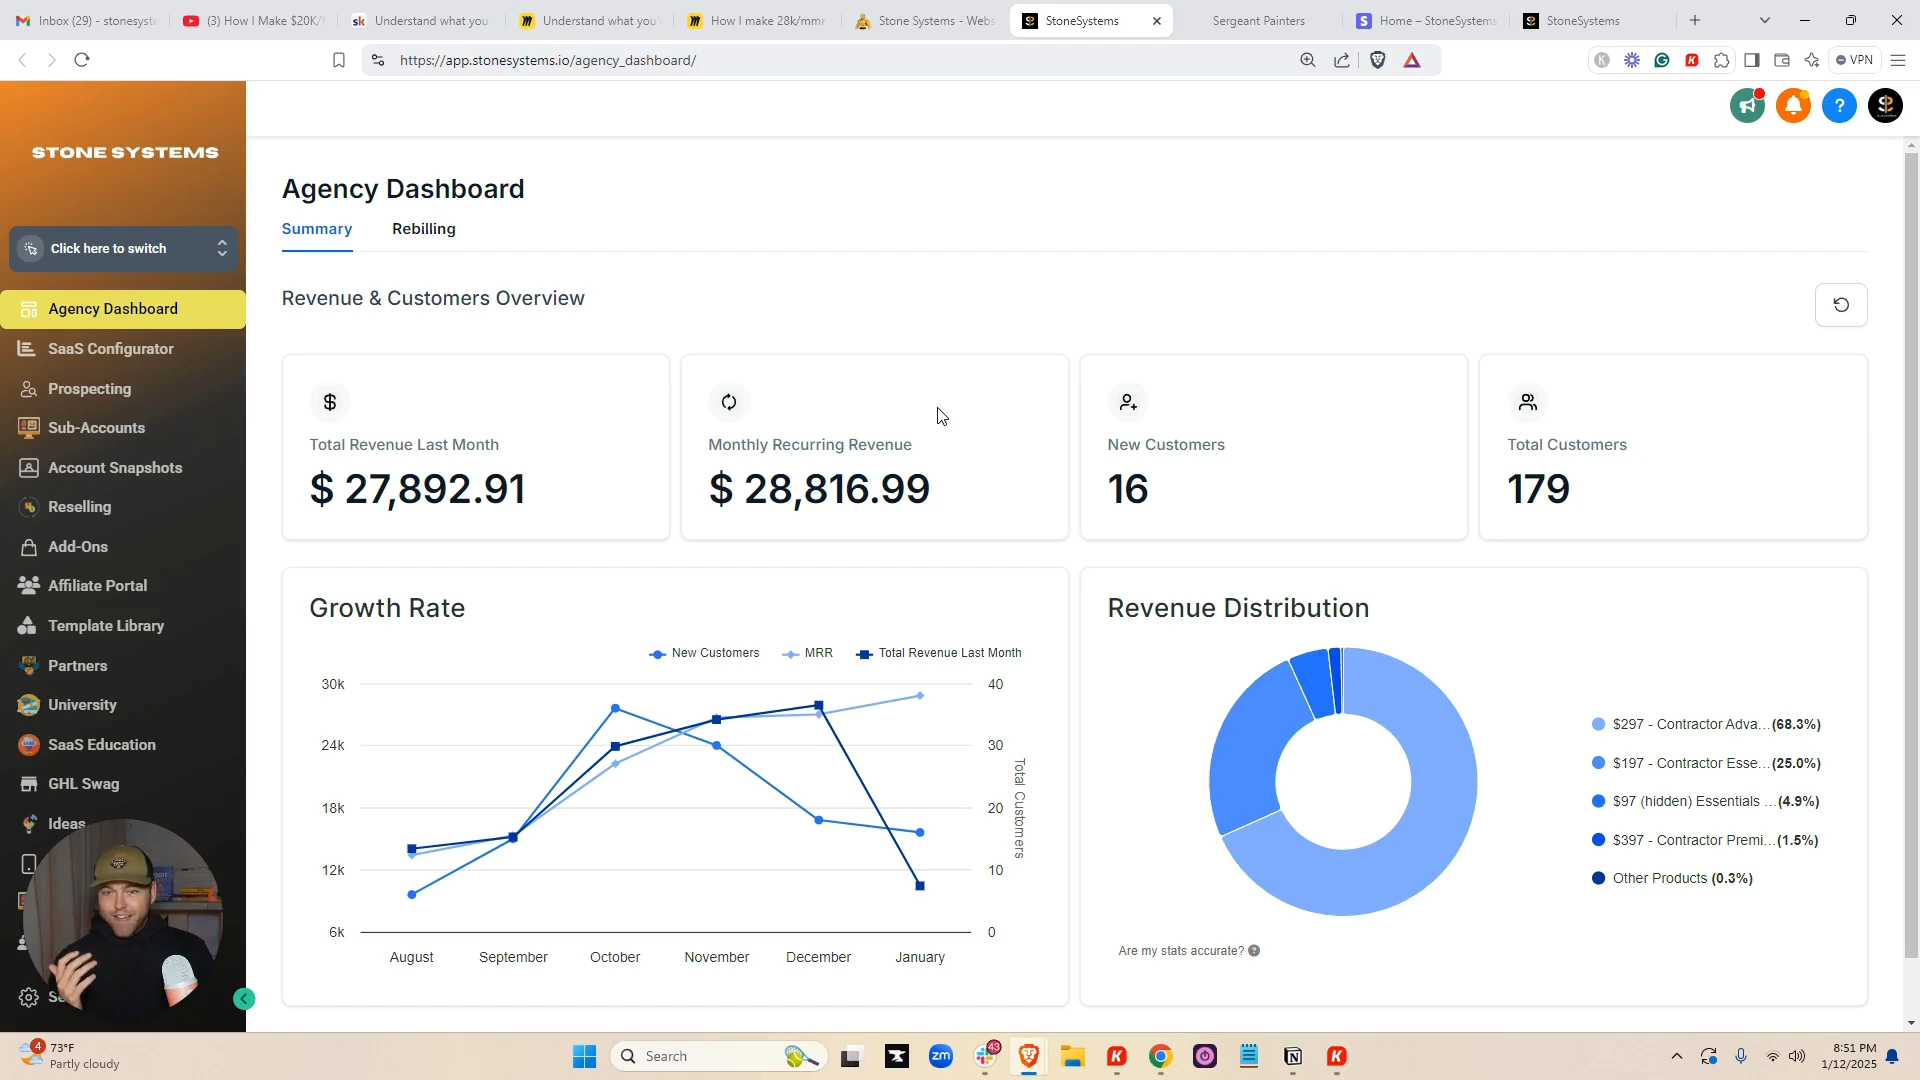 Inbox (29) - stonesyste
(3) How I Make $20K/
Understand what you
Understand what you'
How I make 28k/mmr
Stone Systems - Webs
StoneSystems
Sergeant Painters
Home – StoneSystems
StoneSystems
https://app.stonesystems.io/agency_dashboard/
VPN
STONE SYSTEMS
Click here to switch
Agency Dashboard
SaaS Configurator
Prospecting
Sub-Accounts
Account Snapshots
Reselling
Add-Ons
Affiliate Portal
Template Library
Partners
University
SaaS Education
GHL Swag
Ideas
Agency Dashboard
Summary
Rebilling
Revenue & Customers Overview
Total Revenue Last Month
$ 27,892.91
Monthly Recurring Revenue
$ 28,816.99
New Customers
16
Total Customers
179
Growth Rate
New Customers
MRR
Total Revenue Last Month
30k
24k
18k
12k
6k
40
30
20
10
0
Total Customers
August
September
October
November
December
January
Revenue Distribution
$297 - Contractor Adva...(68.3%)
$197 - Contractor Esse...(25.0%)
$97 (hidden) Essentials ...(4.9%)
$397 - Contractor Premi...(1.5%)
Other Products (0.3%)
Are my stats accurate?
4
73°F
Partly cloudy
Search
zm
43
8:51 PM
1/12/2025